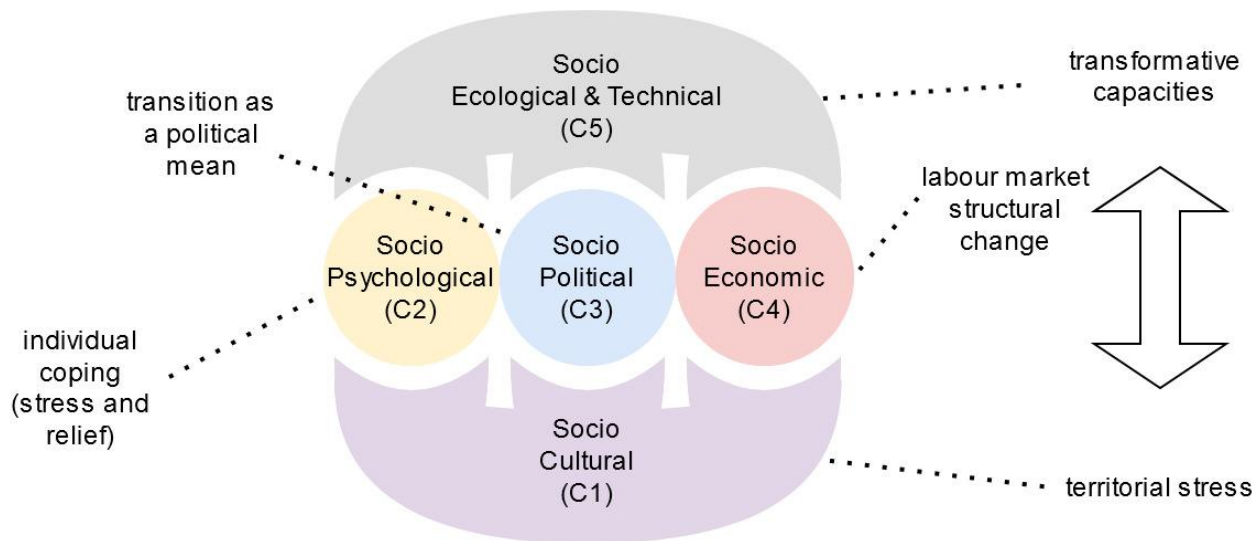 Socio
Ecological & Technical
(C5)
transformative
capacities
transition as
a political
mean
labour market
structural
change
Socio
Psychological
(C2)
Socio
Political
(C3)
Socio
Economic
(C4)
individual
coping
(stress and
relief)
Socio
Cultural
(C1)
territorial stress